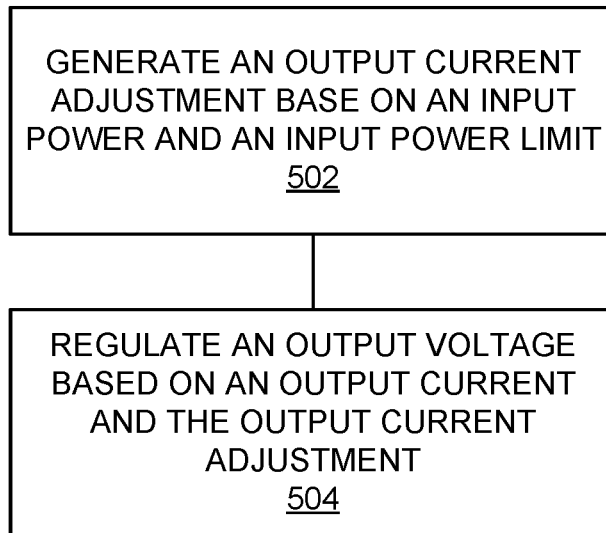 GENERATE AN OUTPUT CURRENT
ADJUSTMENT BASE ON AN INPUT
POWER AND AN INPUT POWER LIMIT
502
REGULATE AN OUTPUT VOLTAGE
BASED ON AN OUTPUT CURRENT
AND THE OUTPUT CURRENT
ADJUSTMENT
504